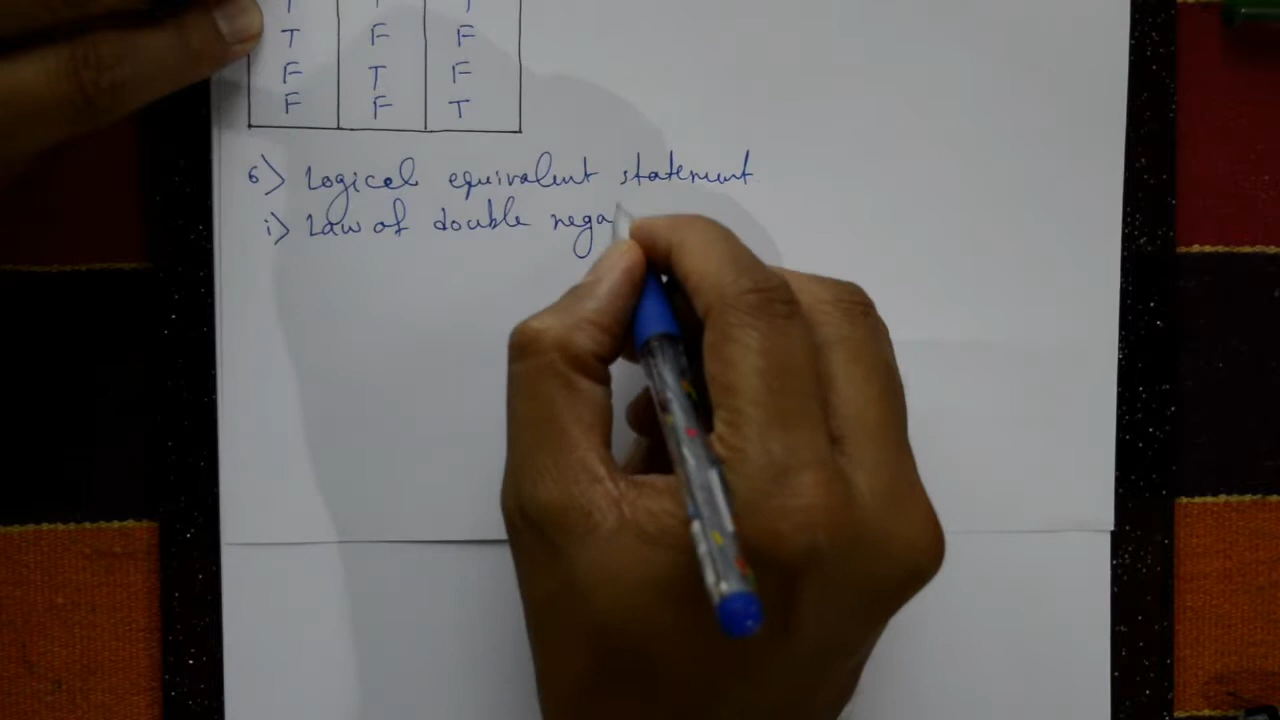 T F F
F T F
F F T
6) Logical equivalent statement
i) Law of double nega